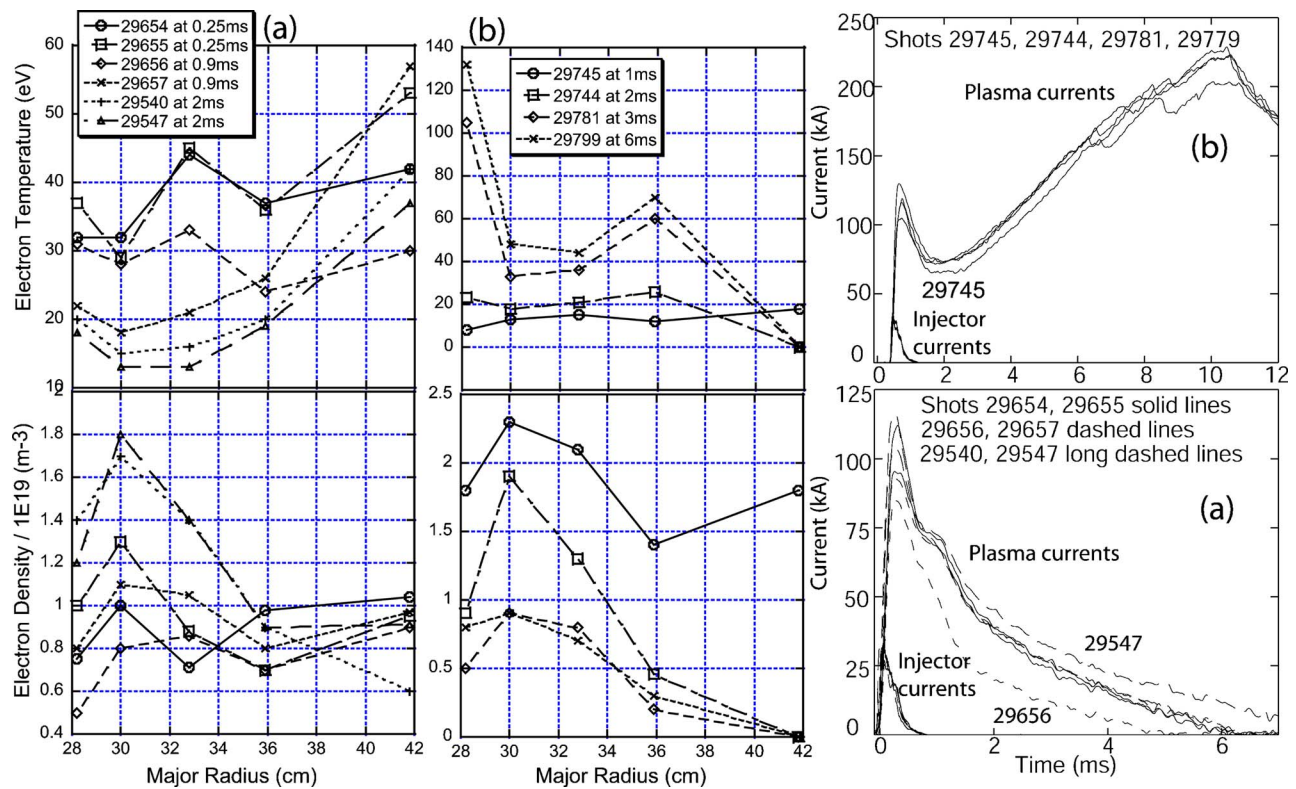 (a)
29654 at 0.25ms
29655 at 0.25ms
29656 at 0.9ms
29657 at 0.9ms
29540 at 2ms
29547 at 2ms
Electron Temperature (eV)
60
50
40
30
20
(b)
29745 at 1ms
29744 at 2ms
29781 at 3ms
29799 at 6ms
140
120
100
80
60
40
20
0
Electron Density / 1E19 (m-3)
2
1.8
1.6
1.4
1.2
1
0.8
0.6
0.4
28 30 32 34 36 38 40 42
Major Radius (cm)
2.5
2
1.5
1
0.5
0
28 30 32 34 36 38 40 42
Major Radius (cm)
Current (kA)
250
200
150
100
50
0
Shots 29745, 29744, 29781, 29779
Plasma currents
(b)
29745
Injector
currents
0 2 4 6 8 10 12
Current (kA)
125
100
75
50
25
0
Shots 29654, 29655 solid lines
29656, 29657 dashed lines
29540, 29547 long dashed lines
(a)
Plasma currents
29547
Injector
currents
29656
0 2 4 6
Time (ms)